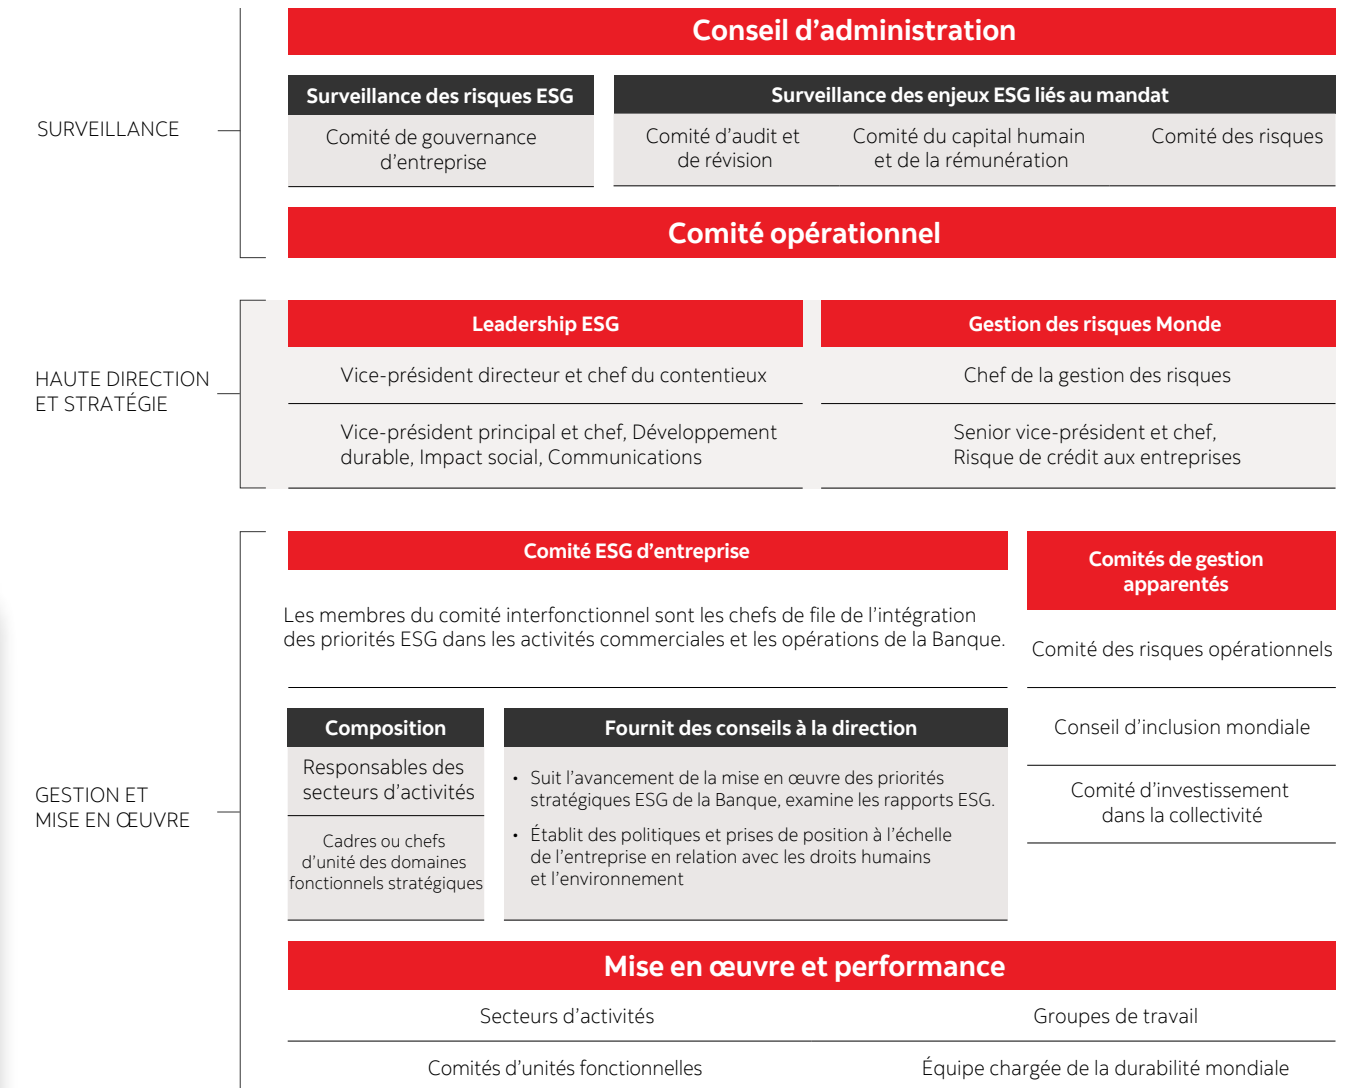 Conseil d’administration
SURVEILLANCE
Surveillance des risques ESG
Comité de gouvernance
d’entreprise
Surveillance des enjeux ESG liés au mandat
Comité d’audit et
de révision
Comité du capital humain
et de la rémunération
Comité des risques
Comité opérationnel
HAUTE DIRECTION
ET STRATÉGIE
Leadership ESG
Vice-président directeur et chef du contentieux
Vice-président principal et chef, Développement
durable, Impact social, Communications
Gestion des risques Monde
Chef de la gestion des risques
Senior vice-président et chef,
Risque de crédit aux entreprises
GESTION ET
MISE EN ŒUVRE
Comité ESG d’entreprise
Les membres du comité interfonctionnel sont les chefs de file de l’intégration
des priorités ESG dans les activités commerciales et les opérations de la Banque.
Composition
Responsables des
secteurs d’activités
Cadres ou chefs
d’unité des domaines
fonctionnels stratégiques
Fournit des conseils à la direction
• Suit l’avancement de la mise en œuvre des priorités
stratégiques ESG de la Banque, examine les rapports ESG.
• Établit des politiques et prises de position à l’échelle
de l’entreprise en relation avec les droits humains
et l’environnement
Comités de gestion
apparentés
Comité des risques opérationnels
Conseil d’inclusion mondiale
Comité d’investissement
dans la collectivité
Mise en œuvre et performance
Secteurs d’activités
Groupes de travail
Comités d’unités fonctionnelles
Équipe chargée de la durabilité mondiale